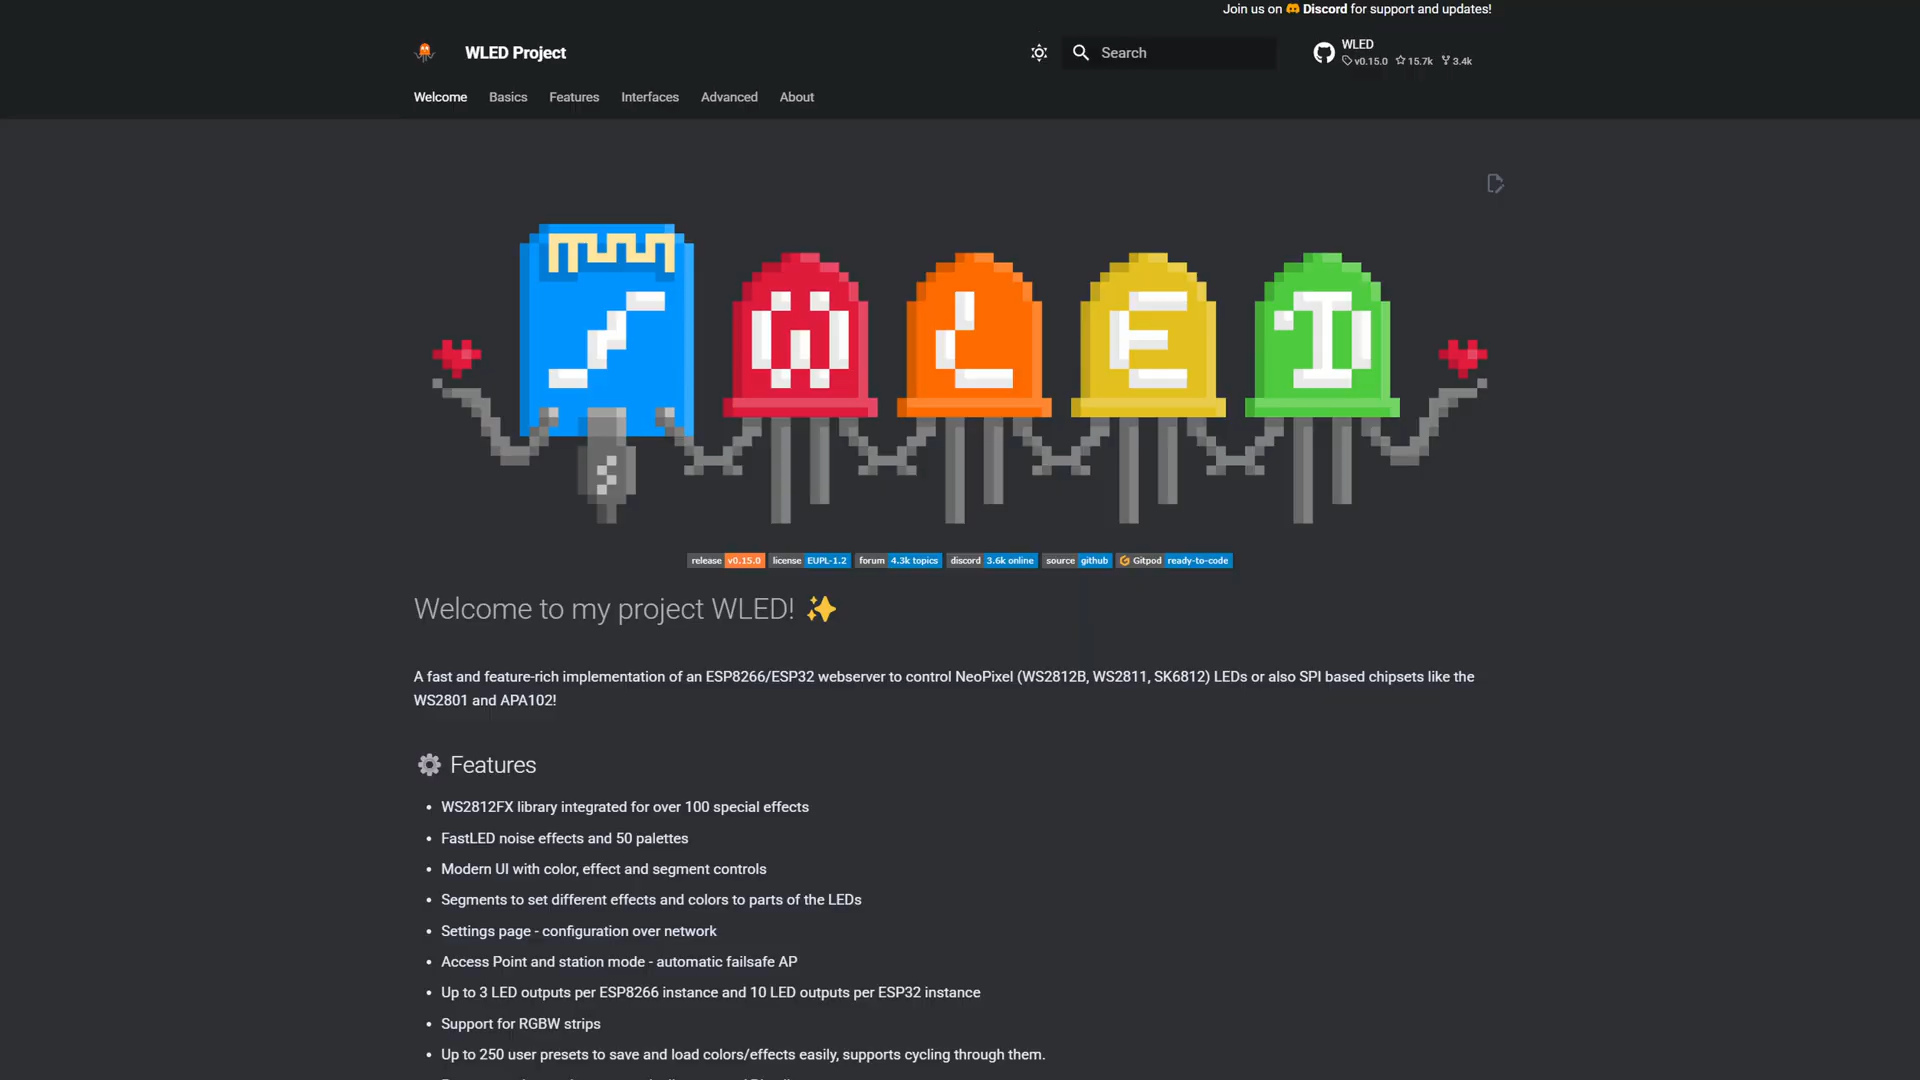 Join us on Discord for support and updates!
WLED Project
Search
WLED
v0.15.0 15.7k 3.4k
Welcome Basics Features Interfaces Advanced About
W L E D
release v0.15.0 license EUPL-1.2 forum 4.3k topics discord 3.6k online source github Gitpod ready-to-code
Welcome to my project WLED! ✨
A fast and feature-rich implementation of an ESP8266/ESP32 webserver to control NeoPixel (WS2812B, WS2811, SK6812) LEDs or also SPI based chipsets like the
WS2801 and APA102!
Features
• WS2812FX library integrated for over 100 special effects
• FastLED noise effects and 50 palettes
• Modern UI with color, effect and segment controls
• Segments to set different effects and colors to parts of the LEDs
• Settings page - configuration over network
• Access Point and station mode - automatic failsafe AP
• Up to 3 LED outputs per ESP8266 instance and 10 LED outputs per ESP32 instance
• Support for RGBW strips
• Up to 250 user presets to save and load colors/effects easily, supports cycling through them.